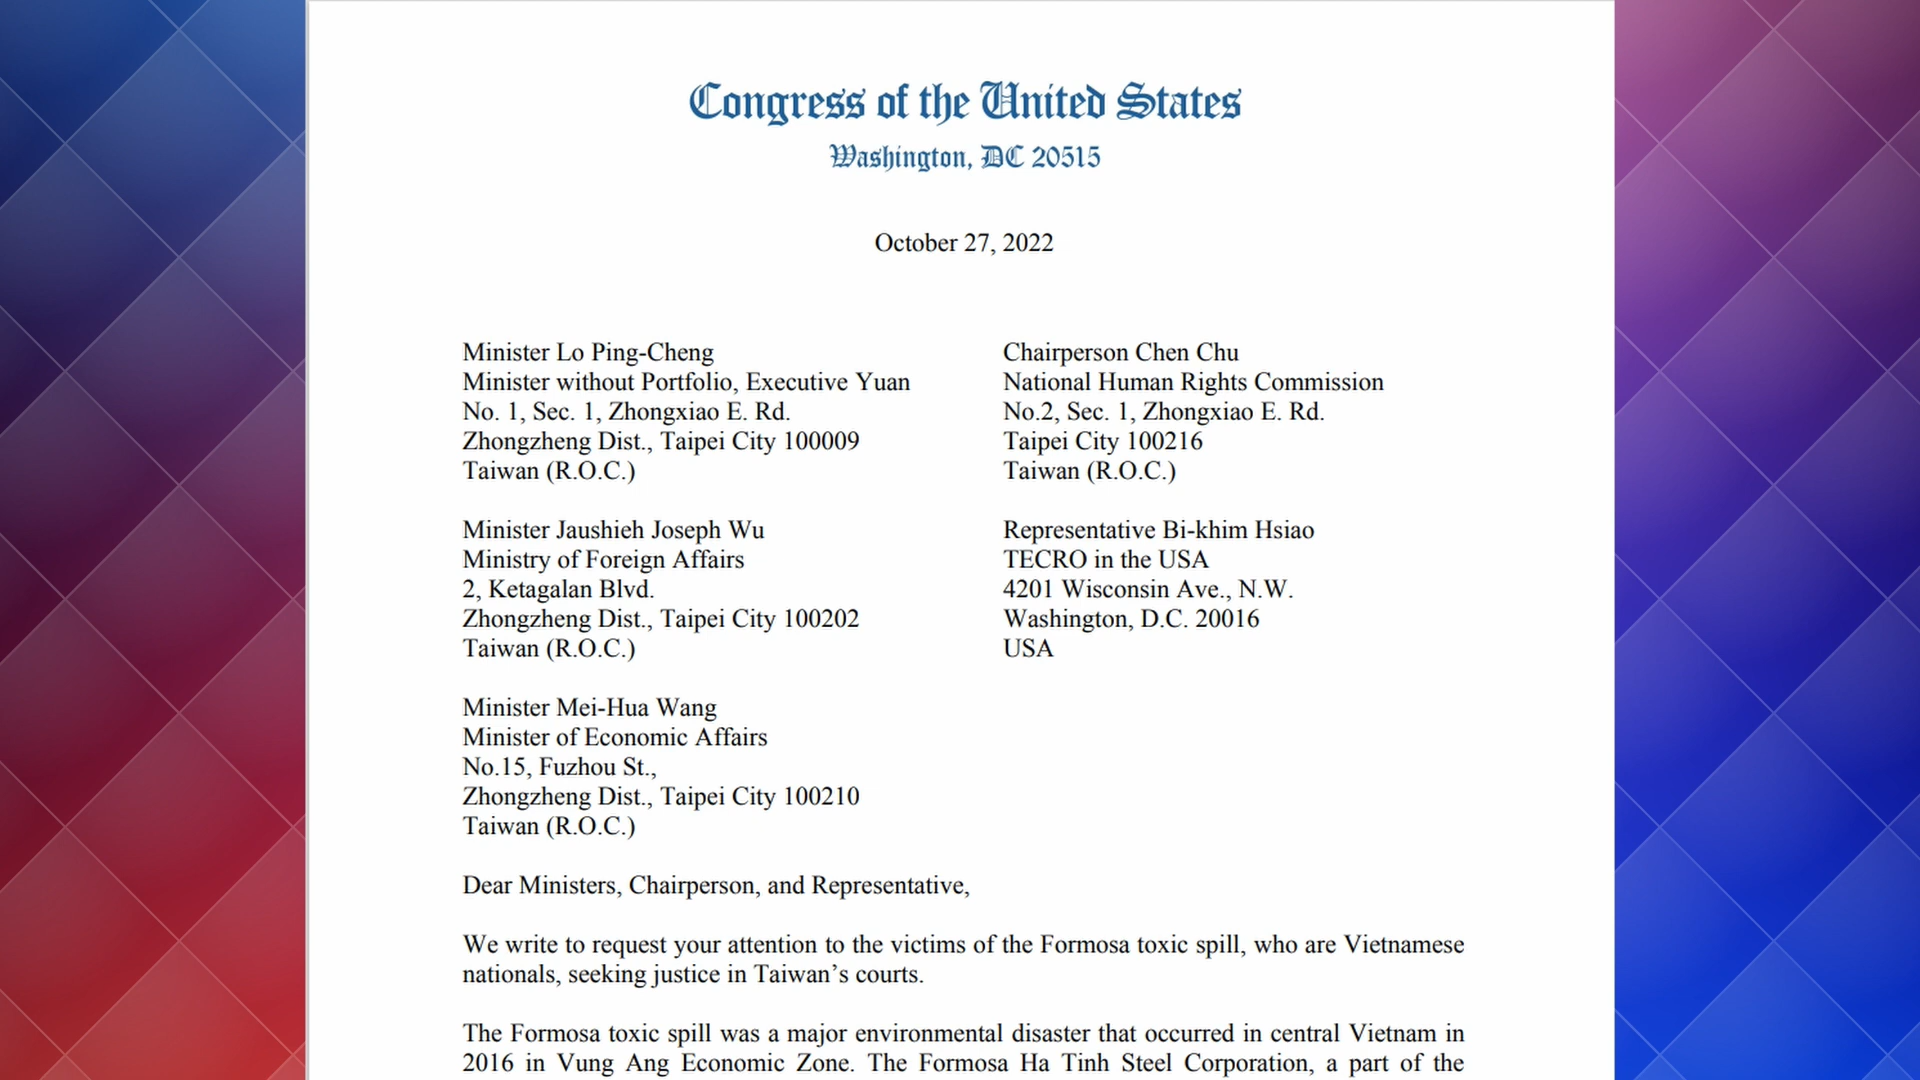 Congress of the United States
Washington, DC 20515
October 27, 2022
Minister Lo Ping-Cheng
Minister without Portfolio, Executive Yuan
No. 1, Sec. 1, Zhongxiao E. Rd.
Zhongzheng Dist., Taipei City 100009
Taiwan (R.O.C.)
Chairperson Chen Chu
National Human Rights Commission
No.2, Sec. 1, Zhongxiao E. Rd.
Taipei City 100216
Taiwan (R.O.C.)
Minister Jaushieh Joseph Wu
Ministry of Foreign Affairs
2, Ketagalan Blvd.
Zhongzheng Dist., Taipei City 100202
Taiwan (R.O.C.)
Representative Bi-khim Hsiao
TECRO in the USA
4201 Wisconsin Ave., N.W.
Washington, D.C. 20016
USA
Minister Mei-Hua Wang
Minister of Economic Affairs
No.15, Fuzhou St.,
Zhongzheng Dist., Taipei City 100210
Taiwan (R.O.C.)
Dear Ministers, Chairperson, and Representative,
We write to request your attention to the victims of the Formosa toxic spill, who are Vietnamese
nationals, seeking justice in Taiwan’s courts.
The Formosa toxic spill was a major environmental disaster that occurred in central Vietnam in
2016 in Vung Ang Economic Zone. The Formosa Ha Tinh Steel Corporation, a part of the